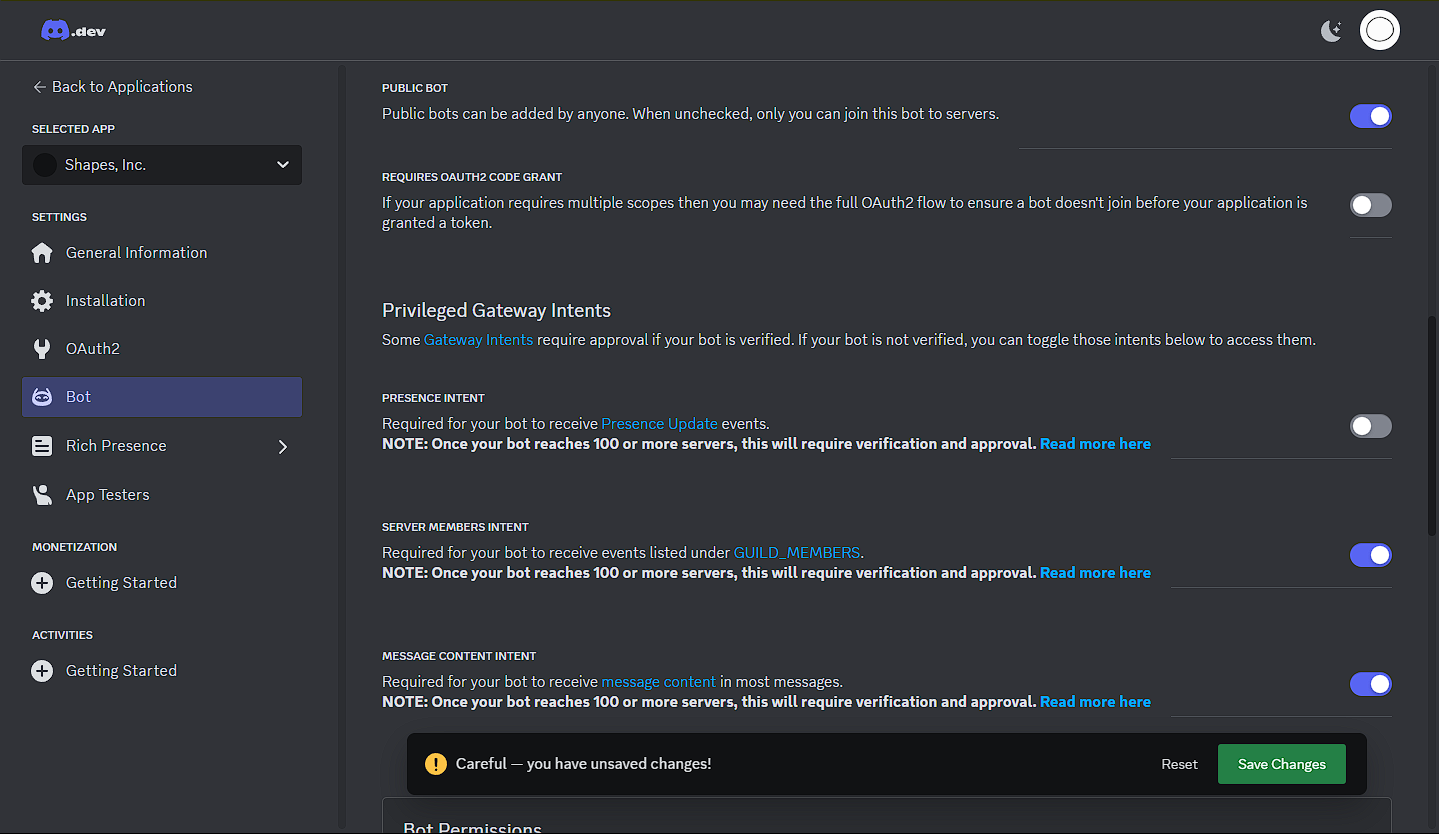 .dev
Back to Applications
SELECTED APP
Shapes, Inc.
SETTINGS
General Information
Installation
OAuth2
Bot
Rich Presence
App Testers
MONETIZATION
Getting Started
ACTIVITIES
Getting Started
PUBLIC BOT
Public bots can be added by anyone. When unchecked, only you can join this bot to servers.
REQUIRES OAUTH2 CODE GRANT
If your application requires multiple scopes then you may need the full OAuth2 flow to ensure a bot doesn't join before your application is
granted a token.
Privileged Gateway Intents
Some Gateway Intents require approval if your bot is verified. If your bot is not verified, you can toggle those intents below to access them.
PRESENCE INTENT
Required for your bot to receive Presence Update events.
NOTE: Once your bot reaches 100 or more servers, this will require verification and approval. Read more here
SERVER MEMBERS INTENT
Required for your bot to receive events listed under GUILD_MEMBERS.
NOTE: Once your bot reaches 100 or more servers, this will require verification and approval. Read more here
MESSAGE CONTENT INTENT
Required for your bot to receive message content in most messages.
NOTE: Once your bot reaches 100 or more servers, this will require verification and approval. Read more here
Careful — you have unsaved changes!
Reset
Save Changes
Bot Permissions